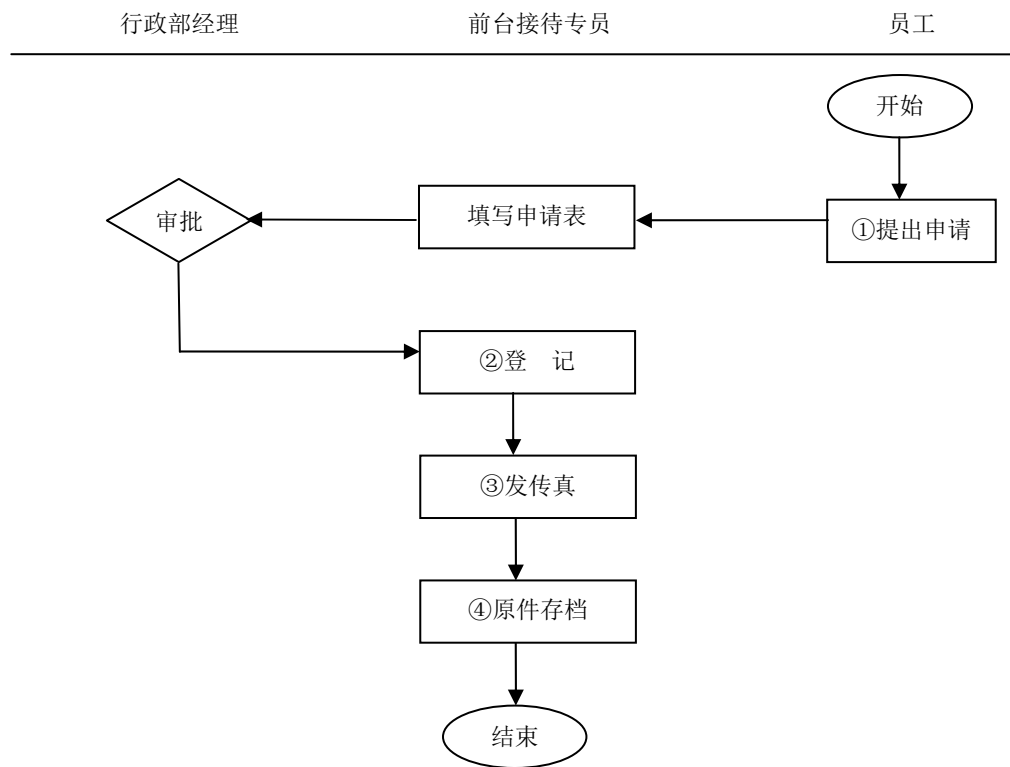 行政部经理 前台接待专员 员工
开始
审批 填写申请表 ①提出申请
②登 记
③发传真
④原件存档
结束